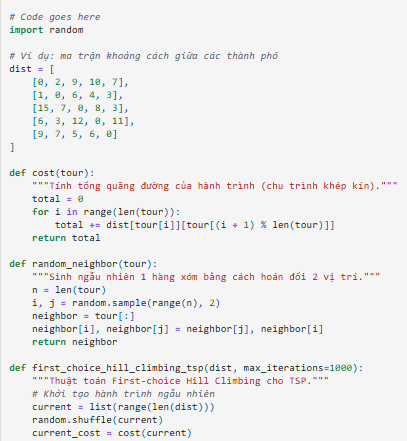 # Code goes here
import random

# Ví dụ: ma trận khoảng cách giữa các thành phố
dist = [
    [0, 2, 9, 10, 7],
    [1, 0, 6, 4, 3],
    [15, 7, 0, 8, 3],
    [6, 3, 12, 0, 11],
    [9, 7, 5, 6, 0]
]

def cost(tour):
    """Tính tổng quãng đường của hành trình (chu trình khép kín)."""
    total = 0
    for i in range(len(tour)):
        total += dist[tour[i]][tour[(i + 1) % len(tour)]]
    return total

def random_neighbor(tour):
    """Sinh ngẫu nhiên 1 hàng xóm bằng cách hoán đổi 2 vị trí."""
    n = len(tour)
    i, j = random.sample(range(n), 2)
    neighbor = tour[:]
    neighbor[i], neighbor[j] = neighbor[j], neighbor[i]
    return neighbor

def first_choice_hill_climbing_tsp(dist, max_iterations=1000):
    """Thuật toán First-choice Hill Climbing cho TSP."""
    # Khởi tạo hành trình ngẫu nhiên
    current = list(range(len(dist)))
    random.shuffle(current)
    current_cost = cost(current)